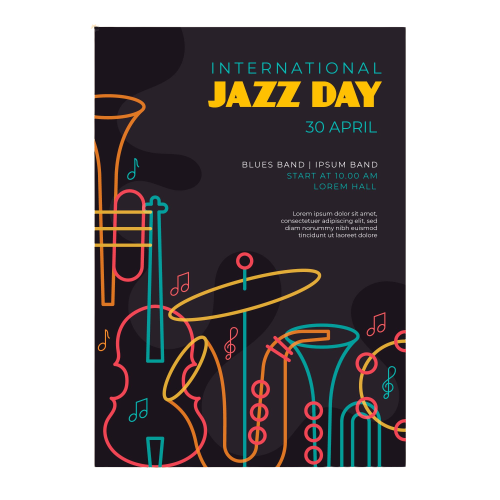 INTERNATIONAL
JAZZ DAY
30 APRIL
BLUES BAND | IPSUM BAND
START AT 10.00 AM
LOREM HALL
Lorem ipsum dolor sit amet,
consectetuer adipiscing elit, sed
diam nonummy nibh euismod
tincidunt ut laoreet dolore